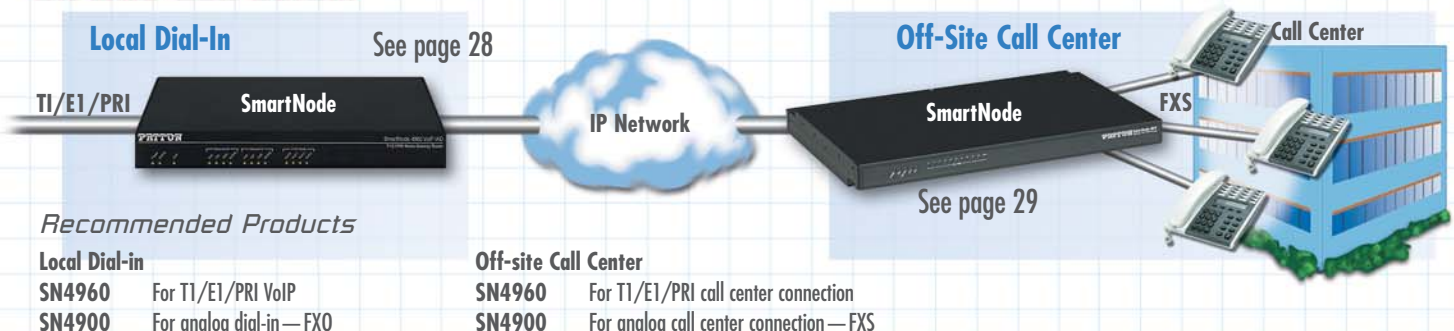 Local Dial-In
See page 28
Off-Site Call Center
Call Center
T1/E1/PRI
SmartNode
IP Network
SmartNode
FXS
PATTON
See page 29
Recommended Products
Local Dial-in
SN4960 For T1/E1/PRI VoIP
SN4900 For analog dial-in—FXO
Off-site Call Center
SN4960 For T1/E1/PRI call center connection
SN4900 For analog call center connection—FXS